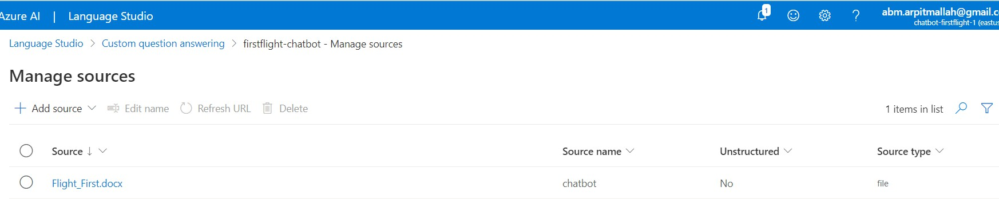 Azure AI | Language Studio 1 abm.arpitmallah@gmail.c
chatbot-firstflight-1 (eastus
Language Studio > Custom question answering > firstflight-chatbot - Manage sources
Manage sources
Add source Edit name Refresh URL Delete 1 items in list
Source ↓ Source name Unstructured Source type
Flight_First.docx chatbot No file